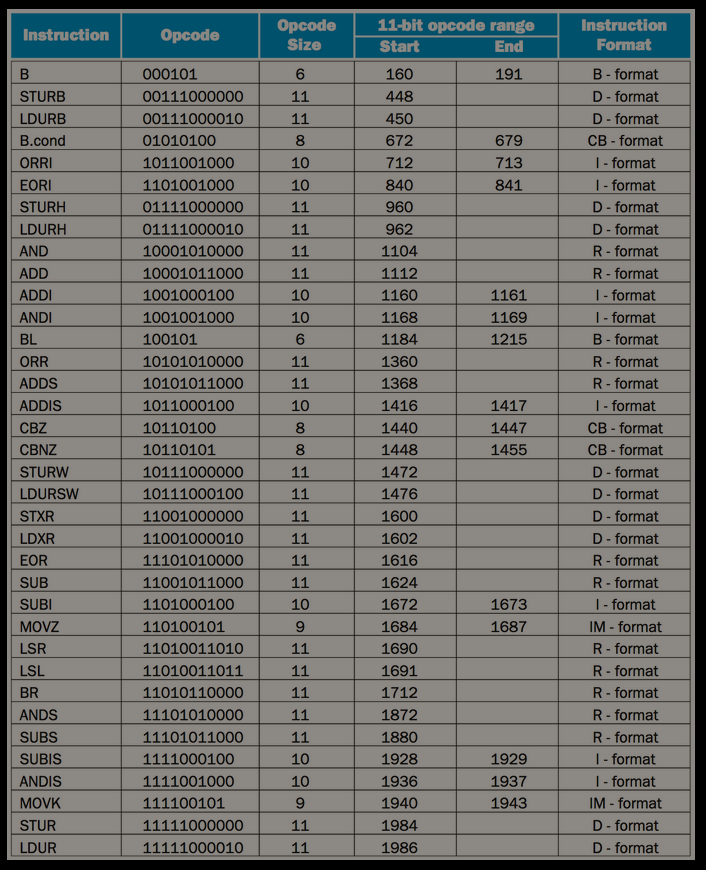 Instruction Opcode Opcode Size 11-bit opcode range Start End Instruction Format
B 000101 6 160 191 B - format
STURB 00111000000 11 448 D - format
LDURB 00111000010 11 450 D - format
B.cond 01010100 8 672 679 CB - format
ORRI 1011001000 10 712 713 I - format
EORI 1101001000 10 840 841 I - format
STURH 01111000000 11 960 D - format
LDURH 01111000010 11 962 D - format
AND 10001010000 11 1104 R - format
ADD 10001011000 11 1112 R - format
ADDI 1001000100 10 1160 1161 I - format
ANDI 1001001000 10 1168 1169 I - format
BL 100101 6 1184 1215 B - format
ORR 10101010000 11 1360 R - format
ADDS 10101011000 11 1368 R - format
ADDIS 1011000100 10 1416 1417 I - format
CBZ 10110100 8 1440 1447 CB - format
CBNZ 10110101 8 1448 1455 CB - format
STURW 10111000000 11 1472 D - format
LDURSW 10111000100 11 1476 D - format
STXR 11001000000 11 1600 D - format
LDXR 11001000010 11 1602 D - format
EOR 11101010000 11 1616 R - format
SUB 11001011000 11 1624 R - format
SUBI 1101000100 10 1672 1673 I - format
MOVZ 110100101 9 1684 1687 IM - format
LSR 11010011010 11 1690 R - format
LSL 11010011011 11 1691 R - format
BR 11010110000 11 1712 R - format
ANDS 11101010000 11 1872 R - format
SUBS 11101011000 11 1880 R - format
SUBIS 1111000100 10 1928 1929 I - format
ANDIS 1111001000 10 1936 1937 I - format
MOVK 111100101 9 1940 1943 IM - format
STUR 11111000000 11 1984 D - format
LDUR 11111000010 11 1986 D - format